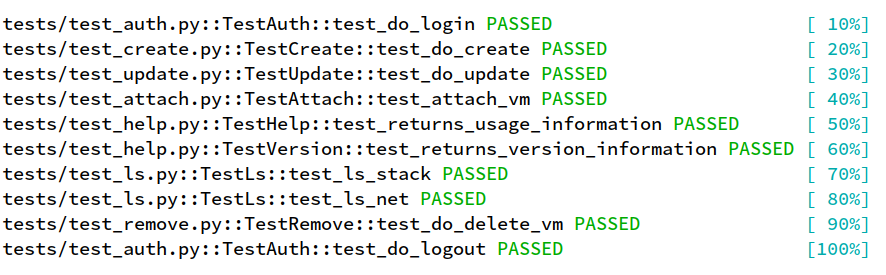 tests/test_auth.py::TestAuth::test_do_login PASSED [ 10%]
tests/test_create.py::TestCreate::test_do_create PASSED [ 20%]
tests/test_update.py::TestUpdate::test_do_update PASSED [ 30%]
tests/test_attach.py::TestAttach::test_attach_vm PASSED [ 40%]
tests/test_help.py::TestHelp::test_returns_usage_information PASSED [ 50%]
tests/test_help.py::TestVersion::test_returns_version_information PASSED [ 60%]
tests/test_ls.py::TestLs::test_ls_stack PASSED [ 70%]
tests/test_ls.py::TestLs::test_ls_net PASSED [ 80%]
tests/test_remove.py::TestRemove::test_do_delete_vm PASSED [ 90%]
tests/test_auth.py::TestAuth::test_do_logout PASSED [100%]